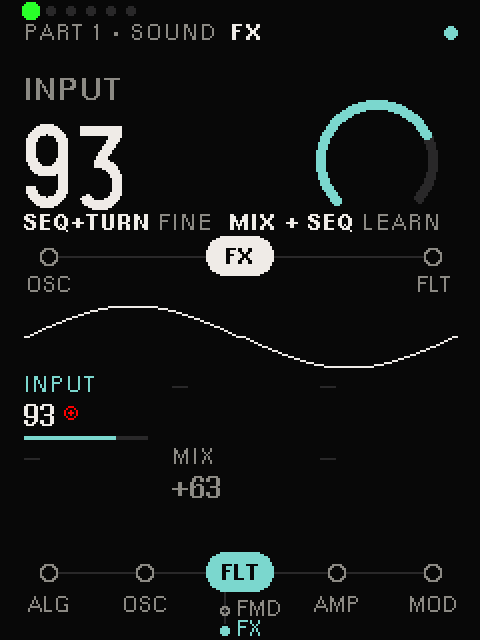 PART 1 · SOUND FX
INPUT
93
SEQ+TURN FINE MIX + SEQ LEARN
FX
OSC FLT
INPUT
93
MIX
+63
FLT
ALG OSC AMP MOD
FMD
FX